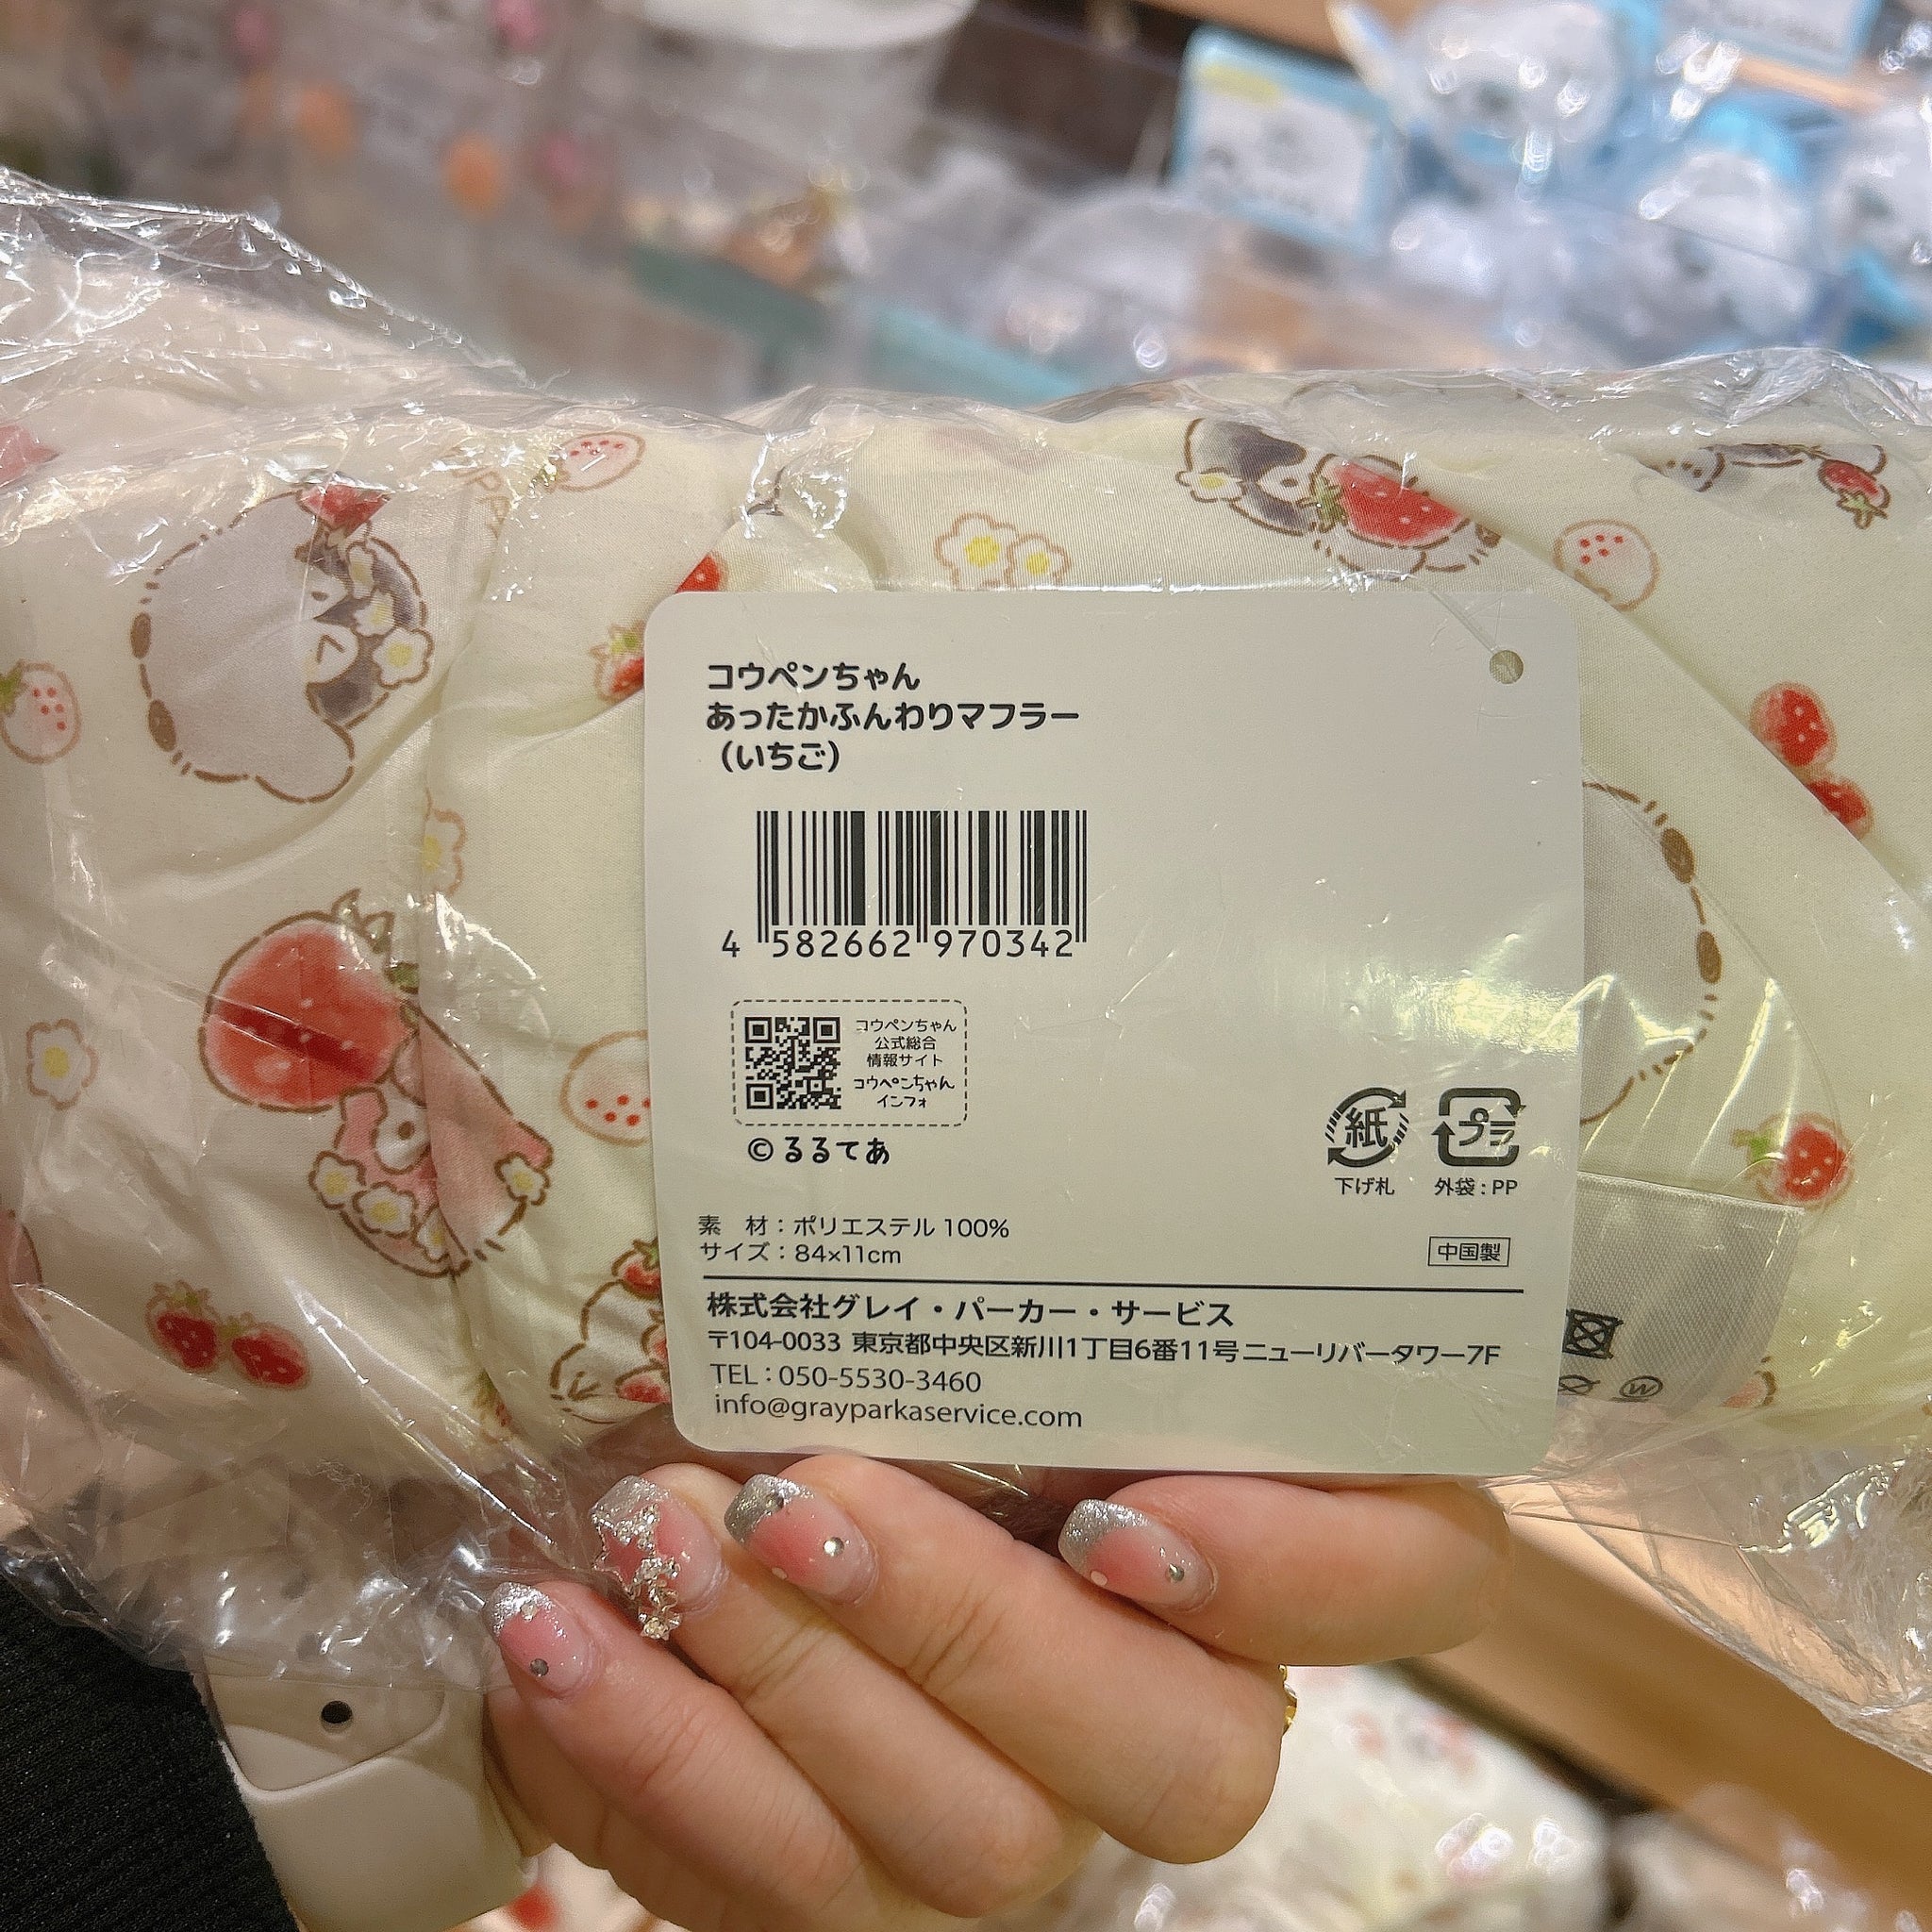 コウペンちゃん
あったかふんわりマフラー
（いちご）
4 582662 970342
コウペンちゃん
公式総合
情報サイト
コウペンちゃん
インフォ
© るるてあ
紙
プラ
下げ札
外袋：PP
素　材：ポリエステル 100%
サイズ：84×11cm
中国製
株式会社グレイ・パーカー・サービス
〒104-0033 東京都中央区新川1丁目6番11号ニューリバータワー7F
TEL：050-5530-3460
info@grayparkaservice.com
W